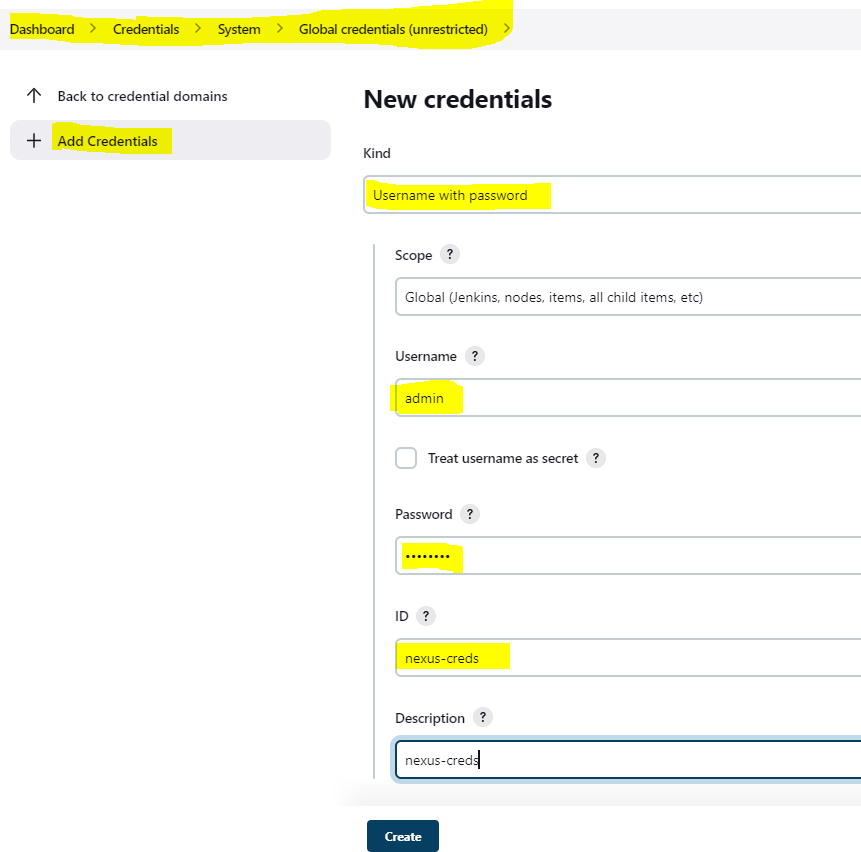 Dashboard > Credentials > System > Global credentials (unrestricted) >
Back to credential domains
Add Credentials
New credentials
Kind
Username with password
Scope ?
Global (Jenkins, nodes, items, all child items, etc)
Username ?
admin
Treat username as secret ?
Password ?
••••••••
ID ?
nexus-creds
Description ?
nexus-creds
Create